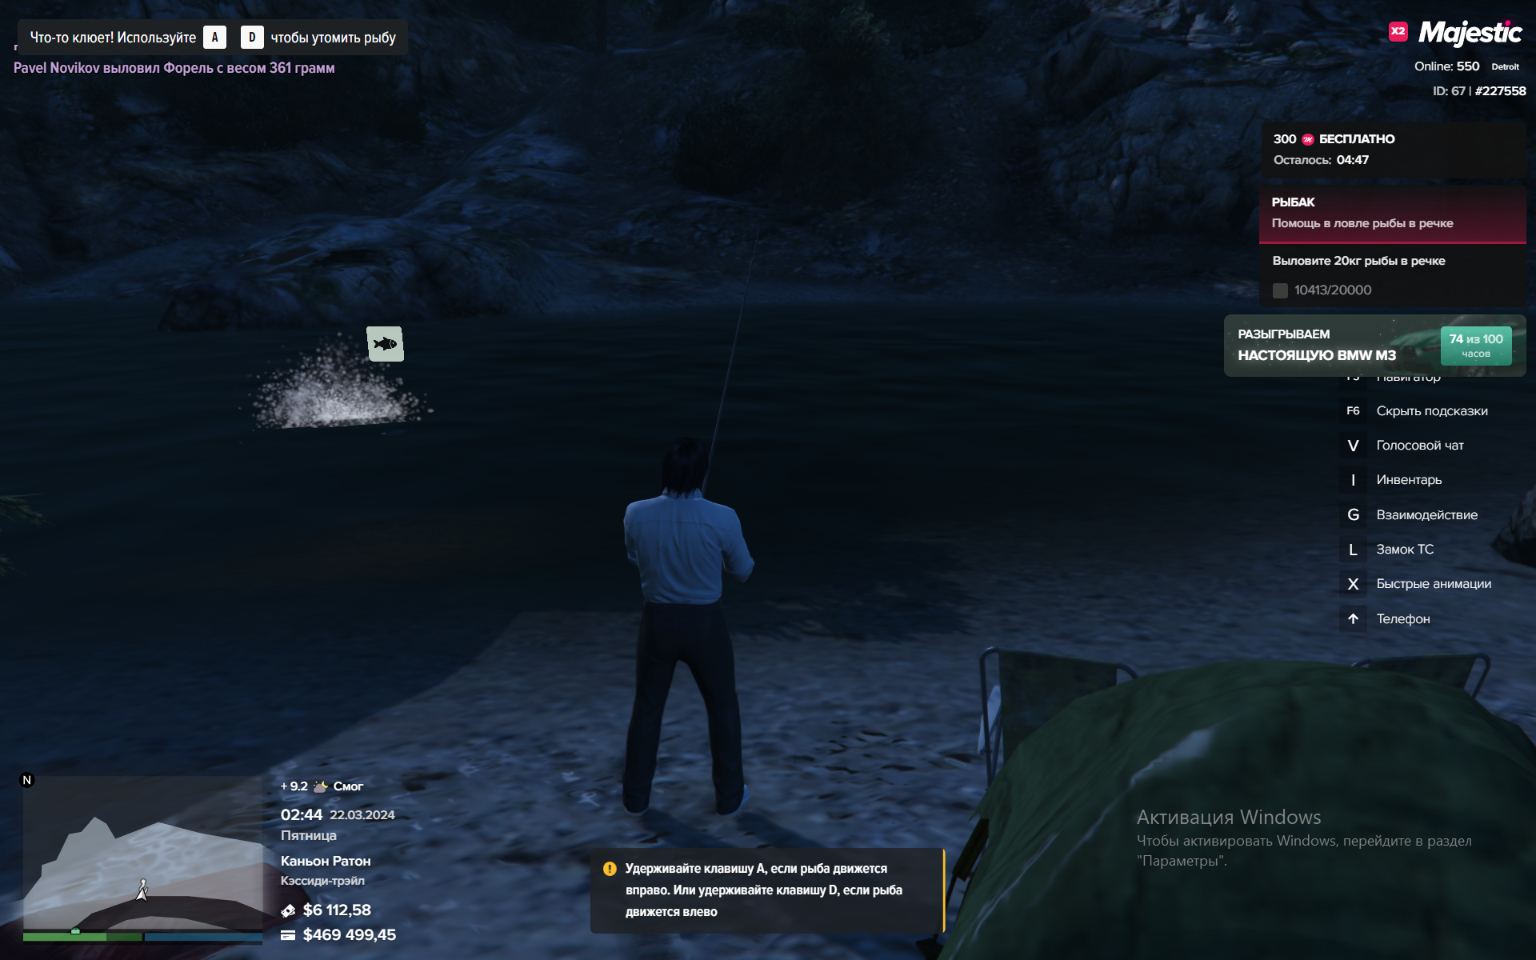 Что-то клюет! Используйте A D чтобы утомить рыбу
Pavel Novikov выловил Форель с весом 361 грамм
X2 Majestic
Online: 550 Detroit
ID: 67 | #227558
300 БЕСПЛАТНО
Осталось: 04:47
РЫБАК
Помощь в ловле рыбы в речке
Выловите 20кг рыбы в речке
10413/20000
РАЗЫГРЫВАЕМ
НАСТОЯЩУЮ BMW M3
74 из 100
часов
Навигатор
F6 Скрыть подсказки
V Голосовой чат
I Инвентарь
G Взаимодействие
L Замок ТС
X Быстрые анимации
Телефон
N
+ 9.2 Смог
02:44 22.03.2024
Пятница
Каньон Ратон
Кэссиди-трэйл
$6 112,58
$469 499,45
Удерживайте клавишу A, если рыба движется
вправо. Или удерживайте клавишу D, если рыба
движется влево
Активация Windows
Чтобы активировать Windows, перейдите в раздел
"Параметры".